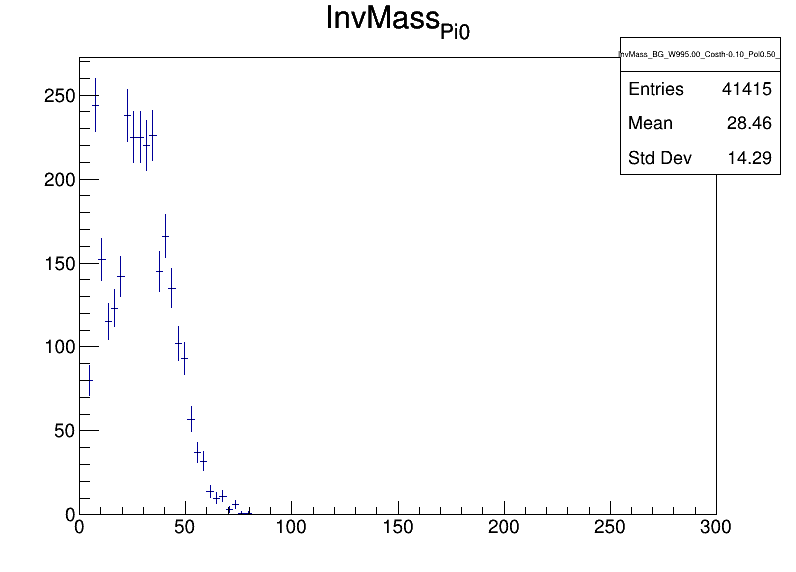 InvMass_Pi0
InvMass_BG_W995.00_Costh-0.10_Pol0.50_
Entries 41415
Mean 28.46
Std Dev 14.29
250
200
150
100
50
0
0 50 100 150 200 250 300